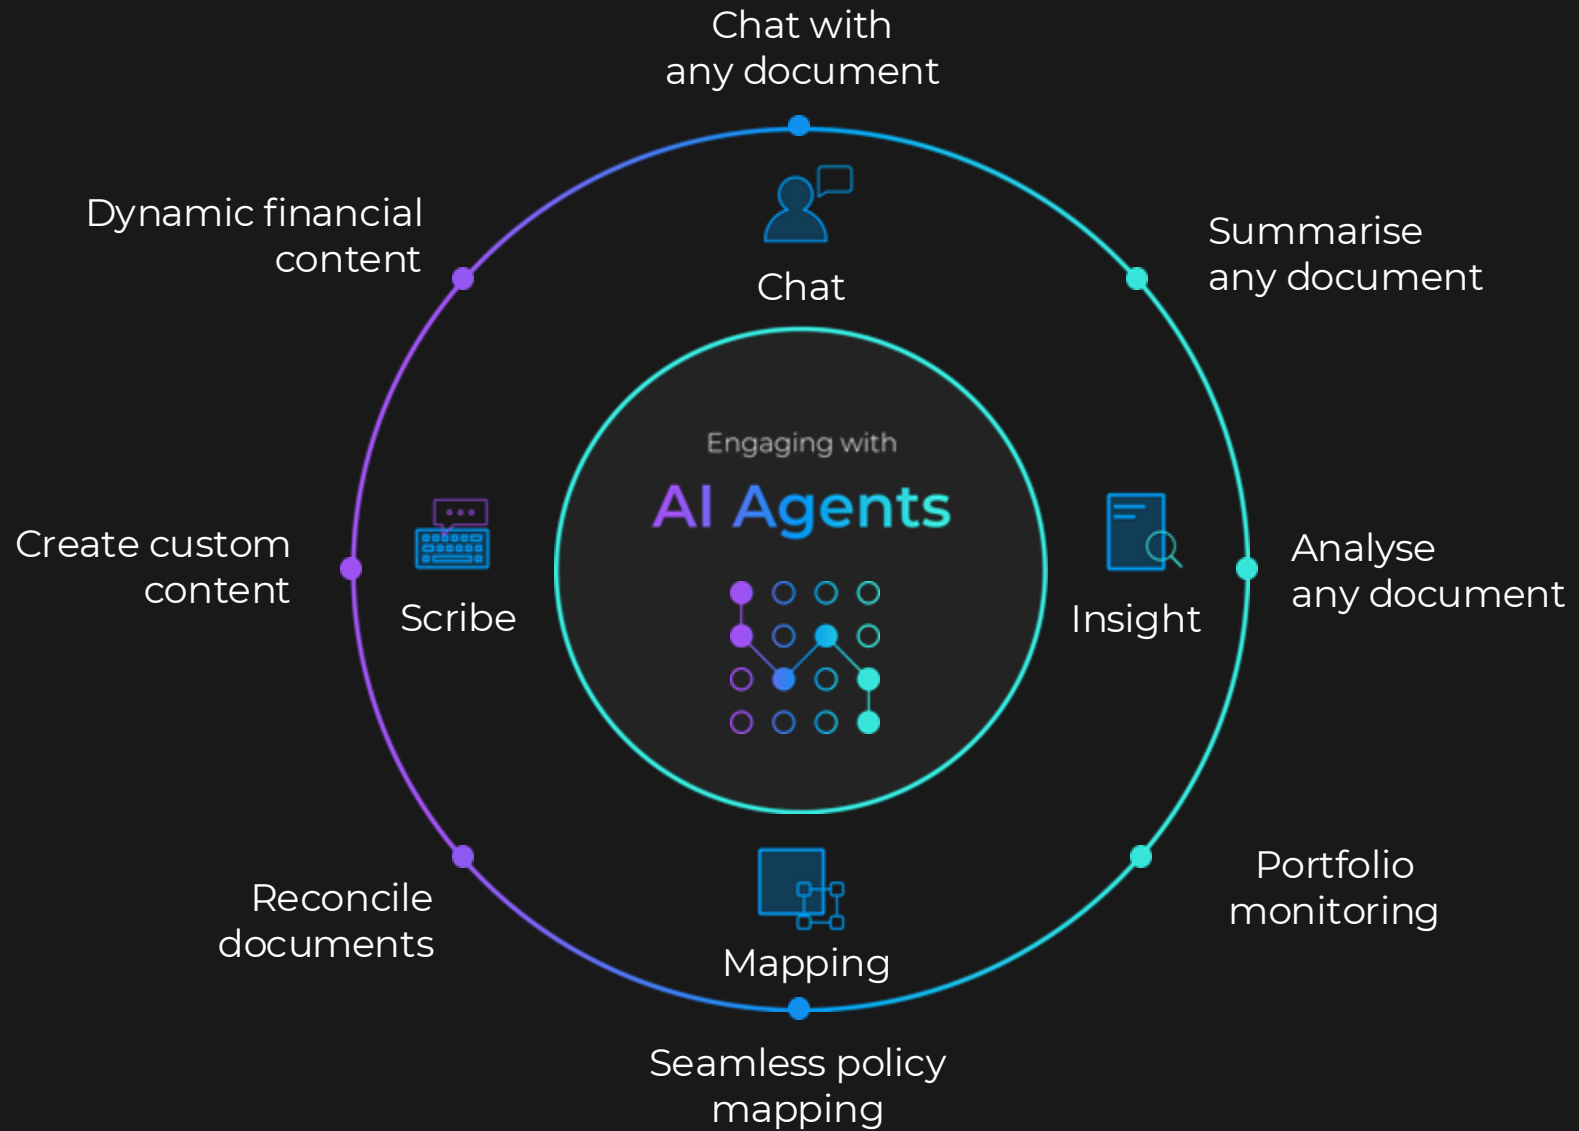 Chat with
any document
Dynamic financial
content
Summarise
any document
Chat
Engaging with
AI Agents
Create custom
content
Scribe
Insight
Analyse
any document
Reconcile
documents
Portfolio
monitoring
Mapping
Seamless policy
mapping